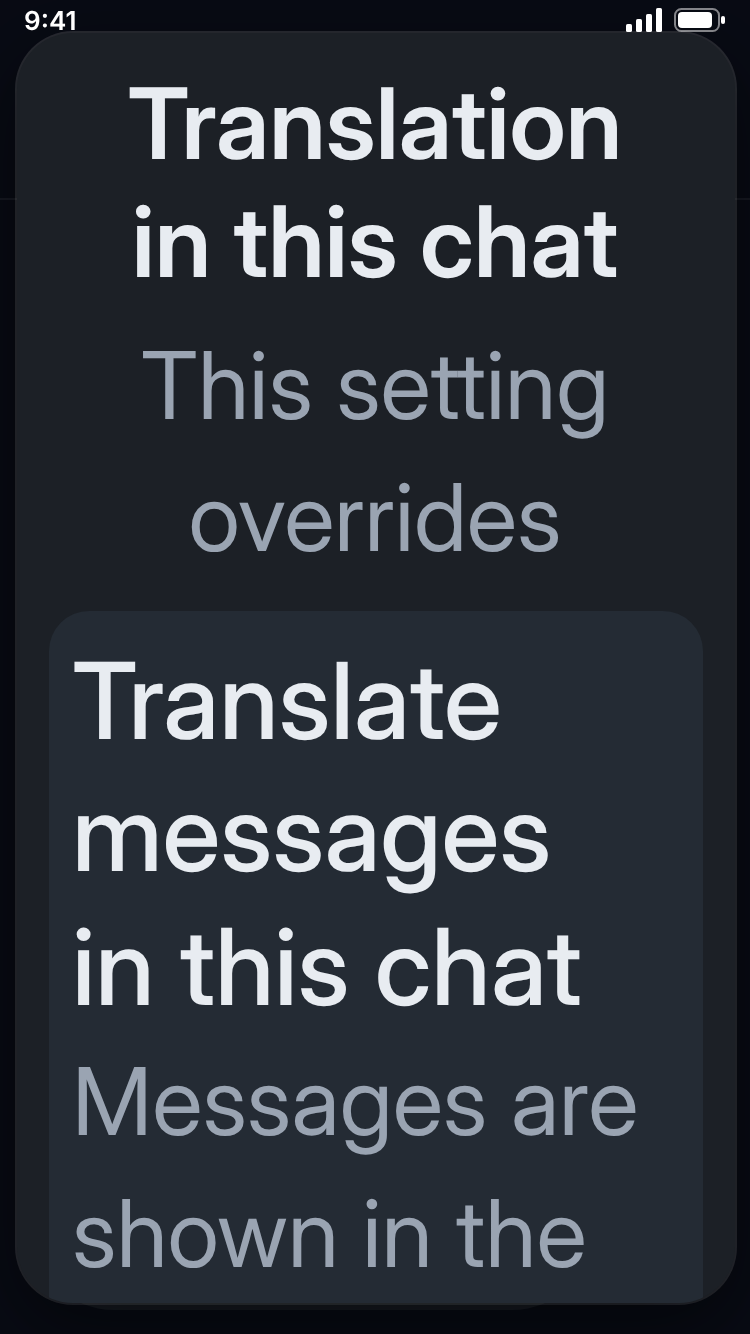 9:41
Translation
in this chat
This setting
overrides
Translate
messages
in this chat
Messages are
shown in the